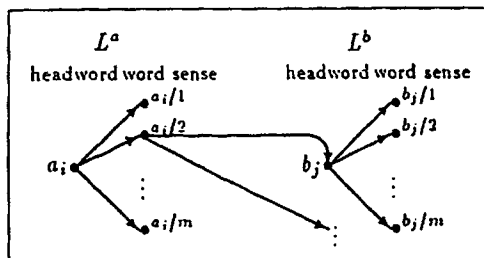 L^a L^b
headword word sense headword word sense
a_i/1 b_j/1
a_i/2 b_j/2
a_i b_j
⋮ ⋮
a_i/m ⋮ b_j/m